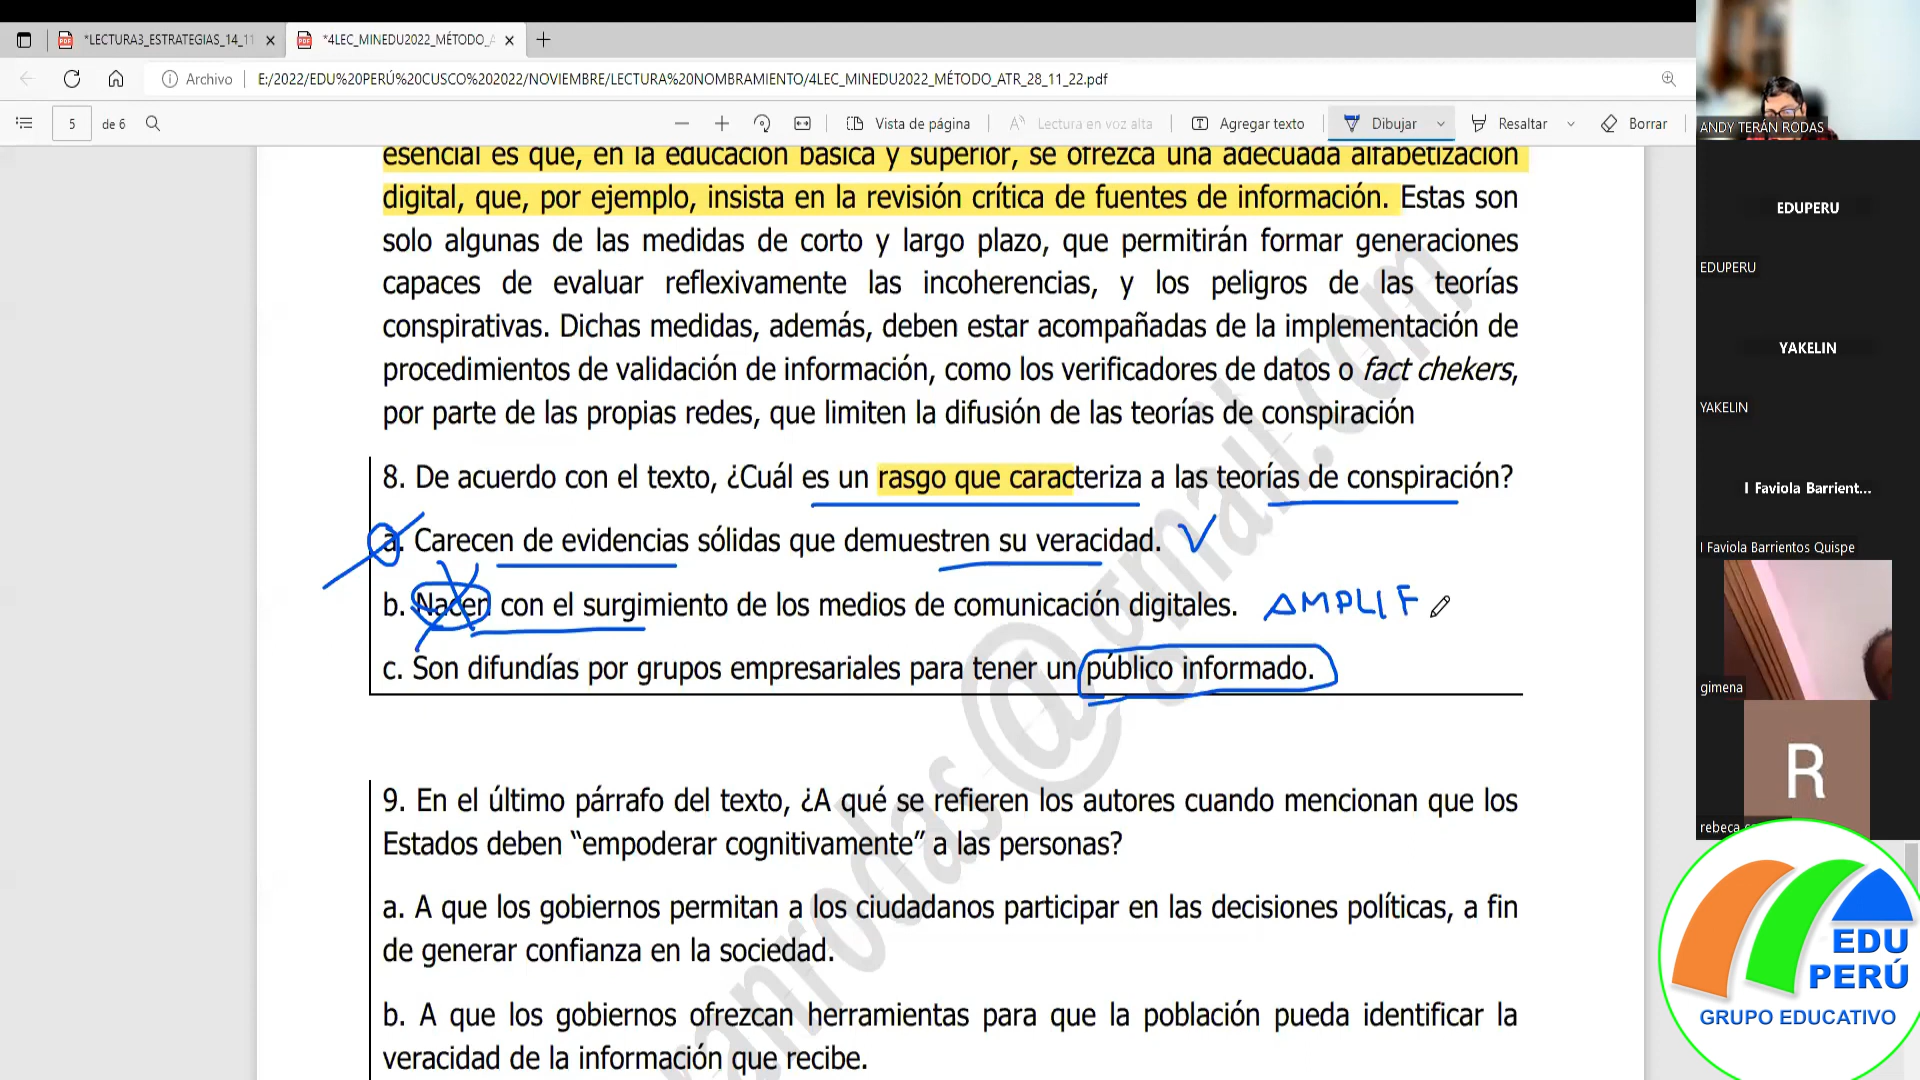 *LECTURA3_ESTRATEGIAS_14_11
*4LEC_MINEDU2022_MÉTODO_A
Archivo
E:/2022/EDU%20PERÚ%20CUSCO%202022/NOVIEMBRE/LECTURA%20NOMBRAMIENTO/4LEC_MINEDU2022_MÉTODO_ATR_28_11_22.pdf
5 de 6
Vista de página
Lectura en voz alta
Agregar texto
Dibujar
Resaltar
Borrar
esencial es que, en la educación básica y superior, se ofrezca una adecuada alfabetización
digital, que, por ejemplo, insista en la revisión crítica de fuentes de información. Estas son
solo algunas de las medidas de corto y largo plazo, que permitirán formar generaciones
capaces de evaluar reflexivamente las incoherencias, y los peligros de las teorías
conspirativas. Dichas medidas, además, deben estar acompañadas de la implementación de
procedimientos de validación de información, como los verificadores de datos o fact chekers,
por parte de las propias redes, que limiten la difusión de las teorías de conspiración
8. De acuerdo con el texto, ¿Cuál es un rasgo que caracteriza a las teorías de conspiración?
a. Carecen de evidencias sólidas que demuestren su veracidad. V
b. Nacen con el surgimiento de los medios de comunicación digitales. AMPLIF
c. Son difundías por grupos empresariales para tener un público informado.
9. En el último párrafo del texto, ¿A qué se refieren los autores cuando mencionan que los
Estados deben “empoderar cognitivamente” a las personas?
a. A que los gobiernos permitan a los ciudadanos participar en las decisiones políticas, a fin
de generar confianza en la sociedad.
b. A que los gobiernos ofrezcan herramientas para que la población pueda identificar la
veracidad de la información que recibe.
anrodas@gmail.com
ANDY TERÁN RODAS
EDUPERU
EDUPERU
YAKELIN
YAKELIN
I Faviola Barrient...
I Faviola Barrientos Quispe
gimena
R
rebeca
EDU
PERÚ
GRUPO EDUCATIVO